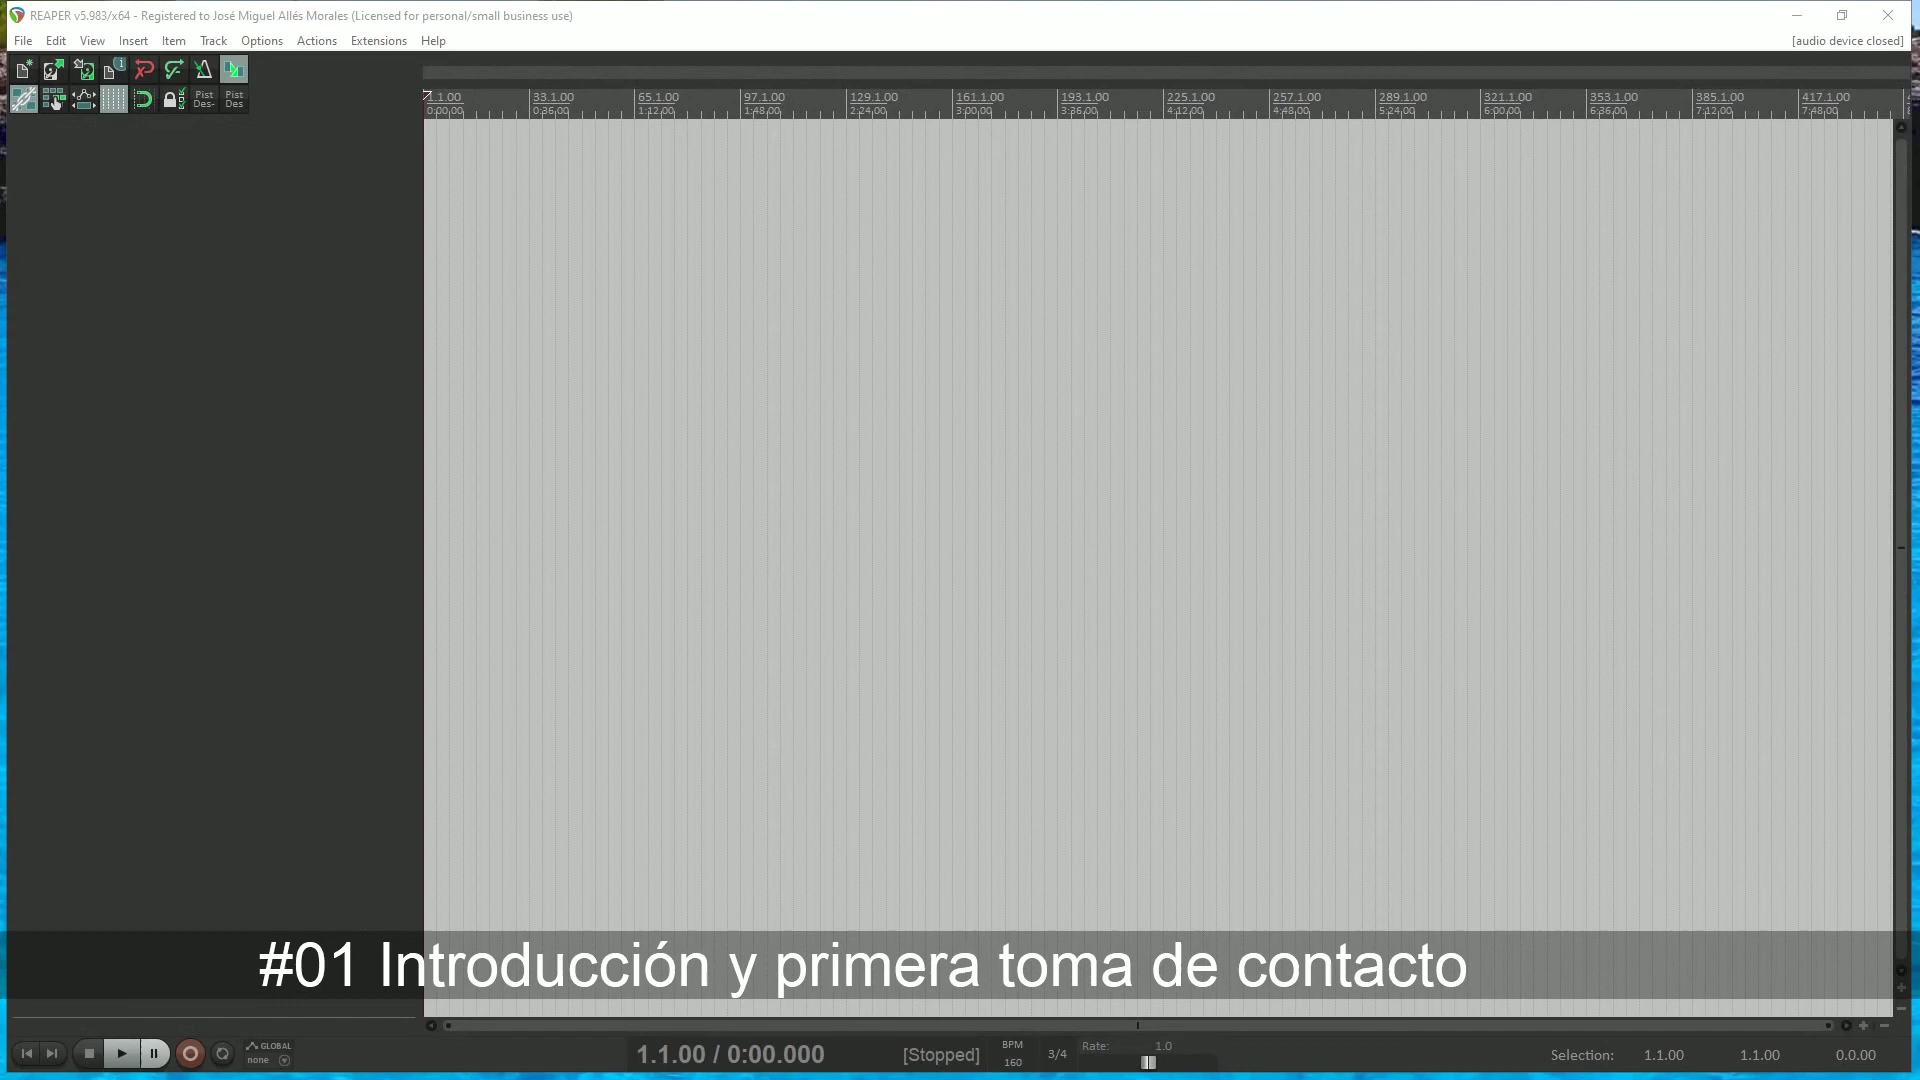 REAPER v5.983/x64 - Registered to José Miguel Allés Morales (Licensed for personal/small business use)
File Edit View Insert Item Track Options Actions Extensions Help
[audio device closed]
Pist Des-
Pist Des
1.1.00 33.1.00 65.1.00 97.1.00 129.1.00 161.1.00 193.1.00 225.1.00 257.1.00 289.1.00 321.1.00 353.1.00 385.1.00 417.1.00
0:00:00 0:36:00 1:12:00 1:48:00 2:24:00 3:00:00 3:36:00 4:12:00 4:48:00 5:24:00 6:00:00 6:36:00 7:12:00 7:48:00
#01 Introducción y primera toma de contacto
GLOBAL
none
1.1.00 / 0:00.000
[Stopped]
BPM
160
3/4
Rate: 1.0
Selection: 1.1.00 1.1.00 0.0.00